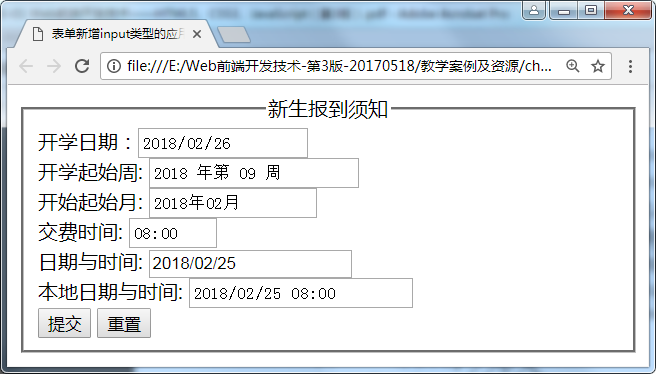 表单新增input类型的应
file:///E:/Web前端开发技术-第3版-20170518/教学案例及资源/ch...
新生报到须知
开学日期：2018/02/26
开学起始周: 2018 年第 09 周
开始起始月: 2018年02月
交费时间: 08:00
日期与时间: 2018/02/25
本地日期与时间: 2018/02/25 08:00
提交 重置